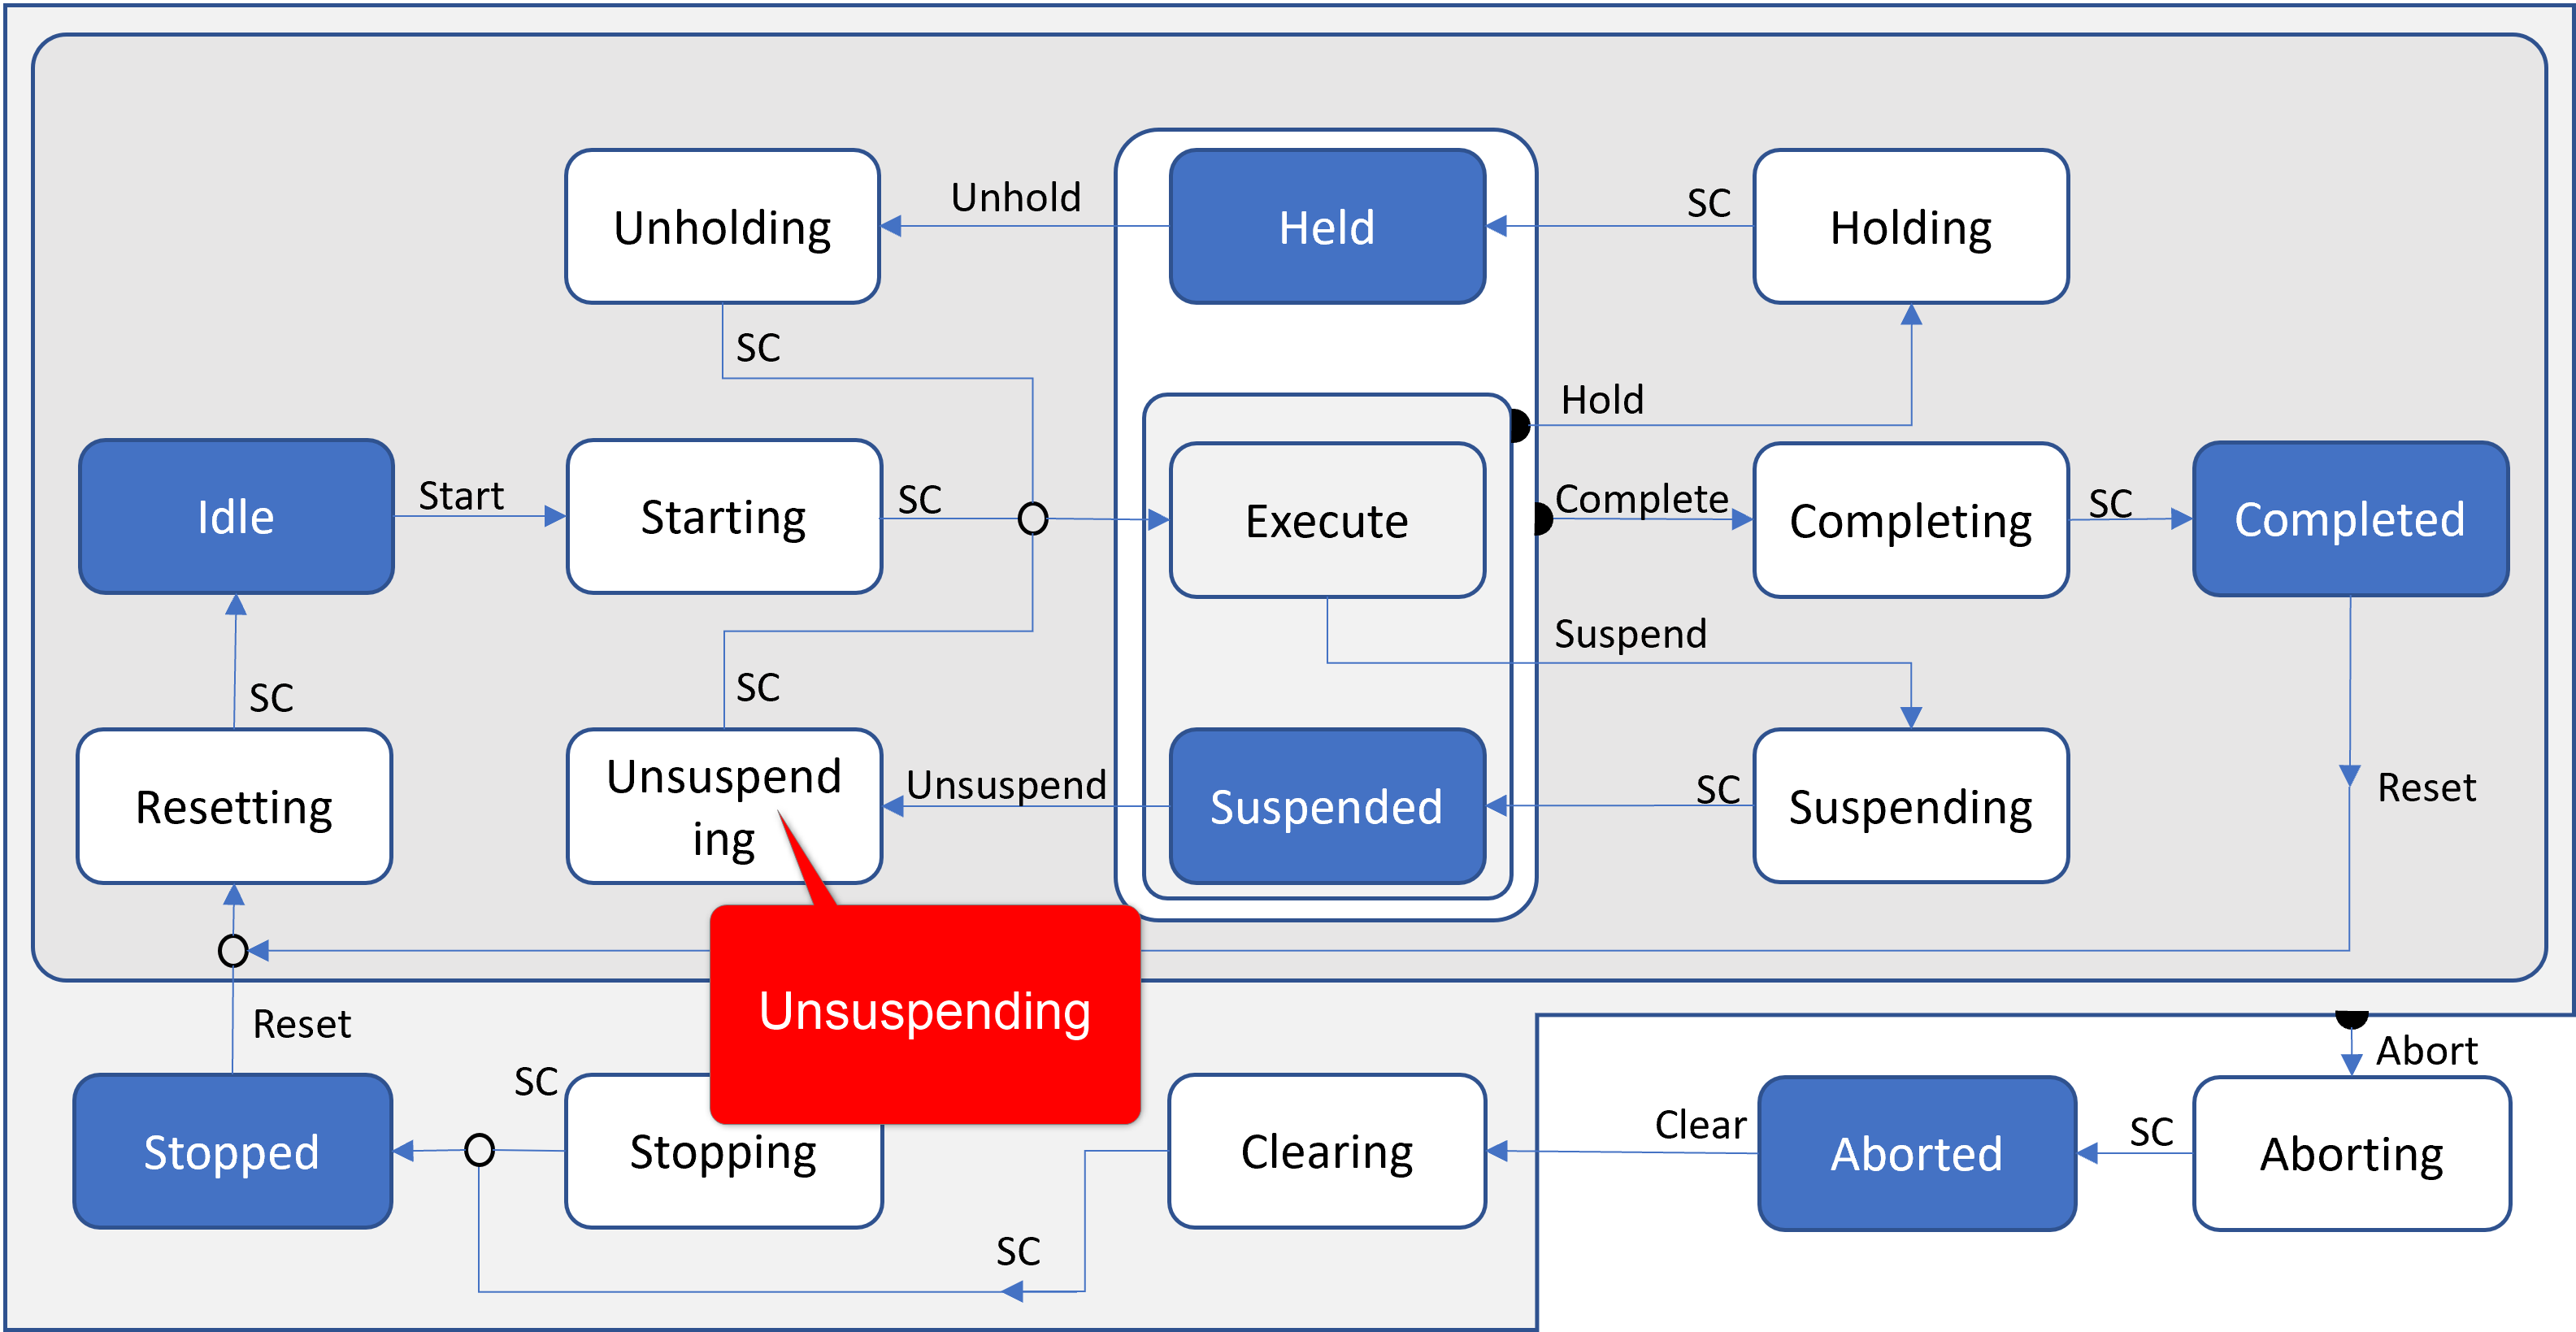 Unholding
Unhold
Held
SC
Holding
SC
Hold
Idle
Start
Starting
SC
Execute
Complete
Completing
SC
Completed
Suspend
SC
SC
Resetting
Unsuspend
ing
Unsuspend
Suspended
SC
Suspending
Reset
Unsuspending
Reset
Abort
SC
Stopped
Stopping
Clearing
Clear
Aborted
SC
Aborting
SC